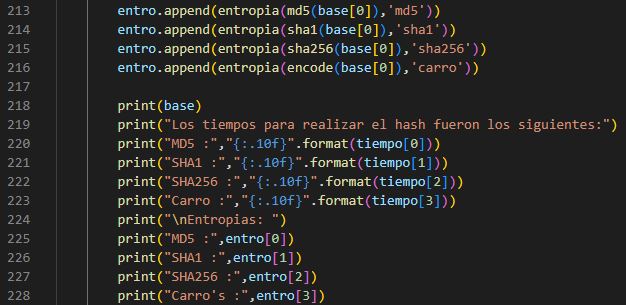 213 entro.append(entropia(md5(base[0]),'md5'))
214 entro.append(entropia(sha1(base[0]),'sha1'))
215 entro.append(entropia(sha256(base[0]),'sha256'))
216 entro.append(entropia(encode(base[0]),'carro'))
217
218 print(base)
219 print("Los tiempos para realizar el hash fueron los siguientes:")
220 print("MD5 :","{:.10f}".format(tiempo[0]))
221 print("SHA1 :","{:.10f}".format(tiempo[1]))
222 print("SHA256 :","{:.10f}".format(tiempo[2]))
223 print("Carro :","{:.10f}".format(tiempo[3]))
224 print("\nEntropias: ")
225 print("MD5 :",entro[0])
226 print("SHA1 :",entro[1])
227 print("SHA256 :",entro[2])
228 print("Carro's :",entro[3])